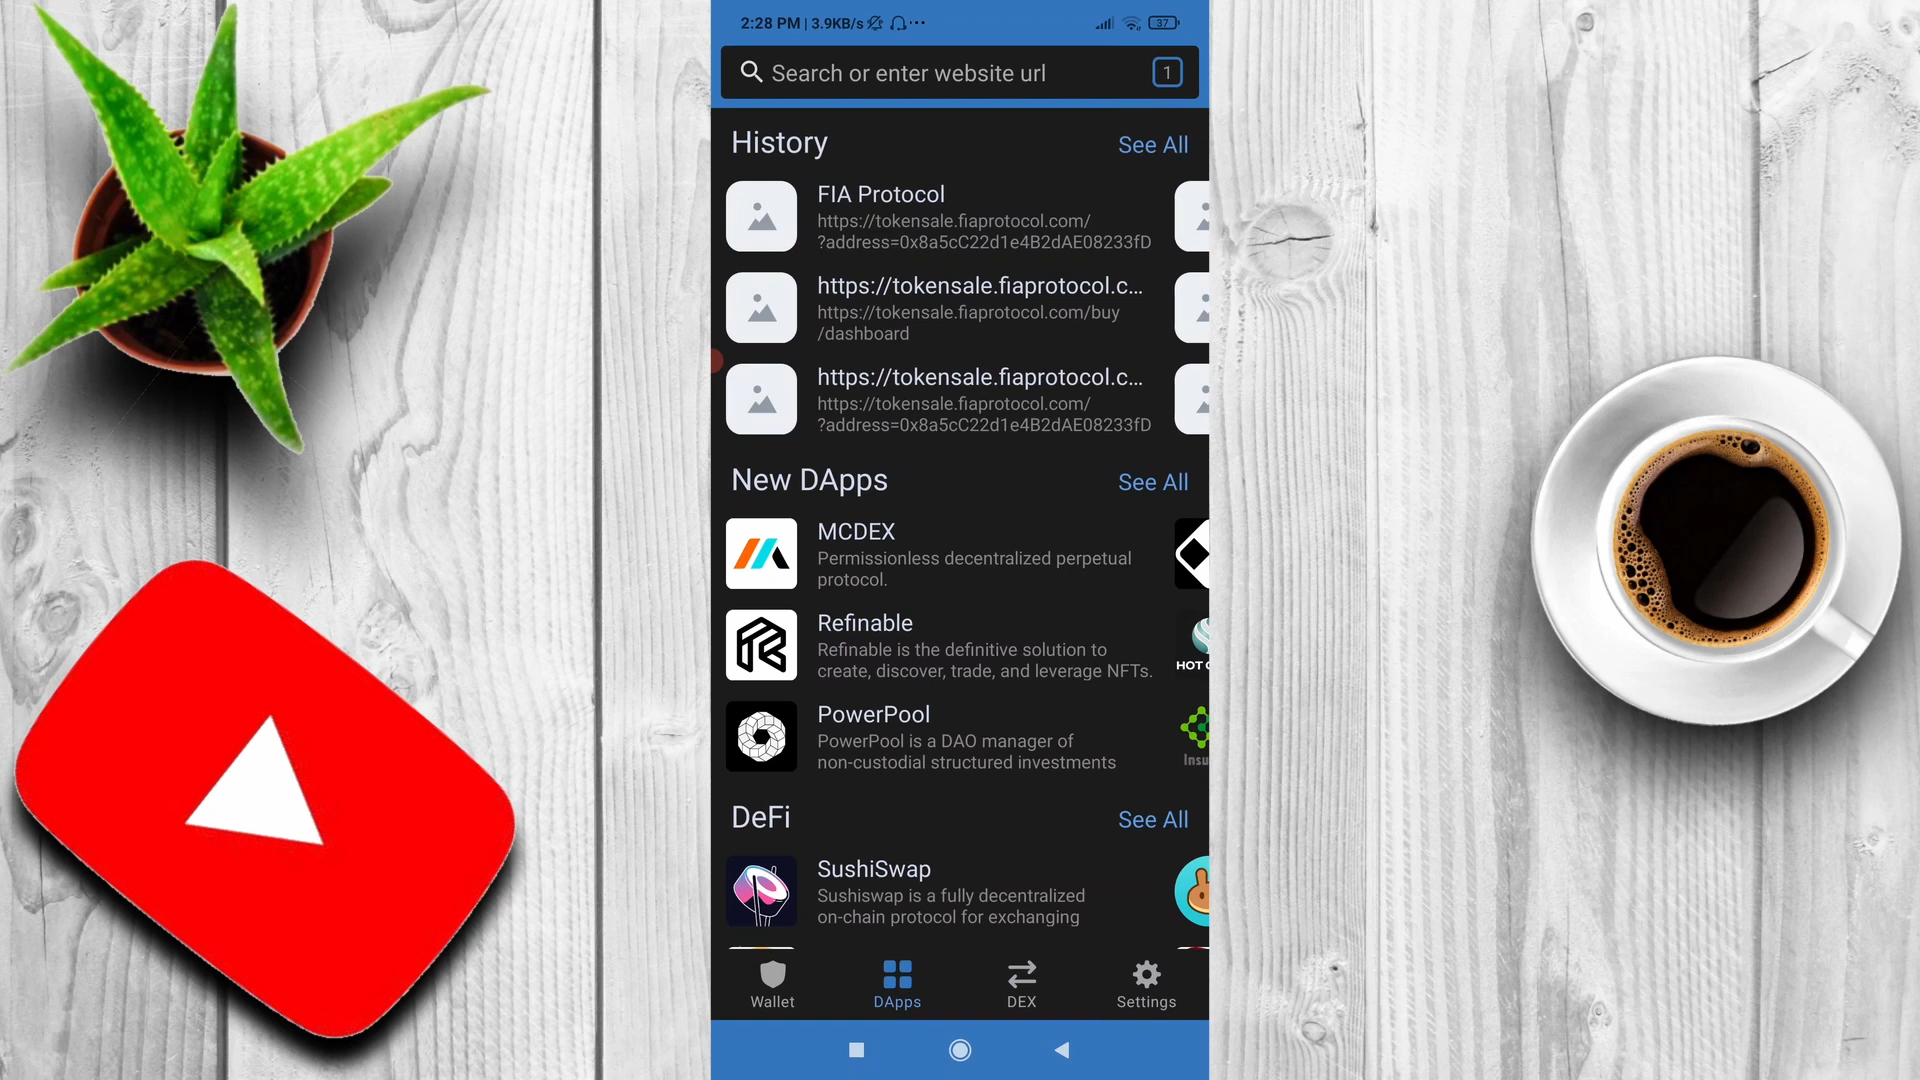 2:28 PM | 3.9KB/s
37
Search or enter website url
1
History
See All
FIA Protocol
https://tokensale.fiaprotocol.com/
?address=0x8a5cC22d1e4B2dAE08233fD
https://tokensale.fiaprotocol.c...
https://tokensale.fiaprotocol.com/buy
/dashboard
https://tokensale.fiaprotocol.c...
https://tokensale.fiaprotocol.com/
?address=0x8a5cC22d1e4B2dAE08233fD
New DApps
See All
MCDEX
Permissionless decentralized perpetual
protocol.
Refinable
Refinable is the definitive solution to
create, discover, trade, and leverage NFTs.
HOT
PowerPool
PowerPool is a DAO manager of
non-custodial structured investments
Insu
DeFi
See All
SushiSwap
Sushiswap is a fully decentralized
on-chain protocol for exchanging
Wallet
DApps
DEX
Settings